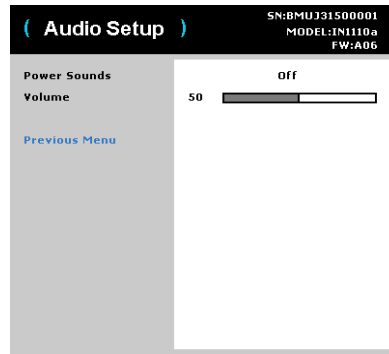 ( Audio Setup )
SN:BMUJ31500001
MODEL:IN1110a
FW:A06
Power Sounds Off
Volume 50
Previous Menu